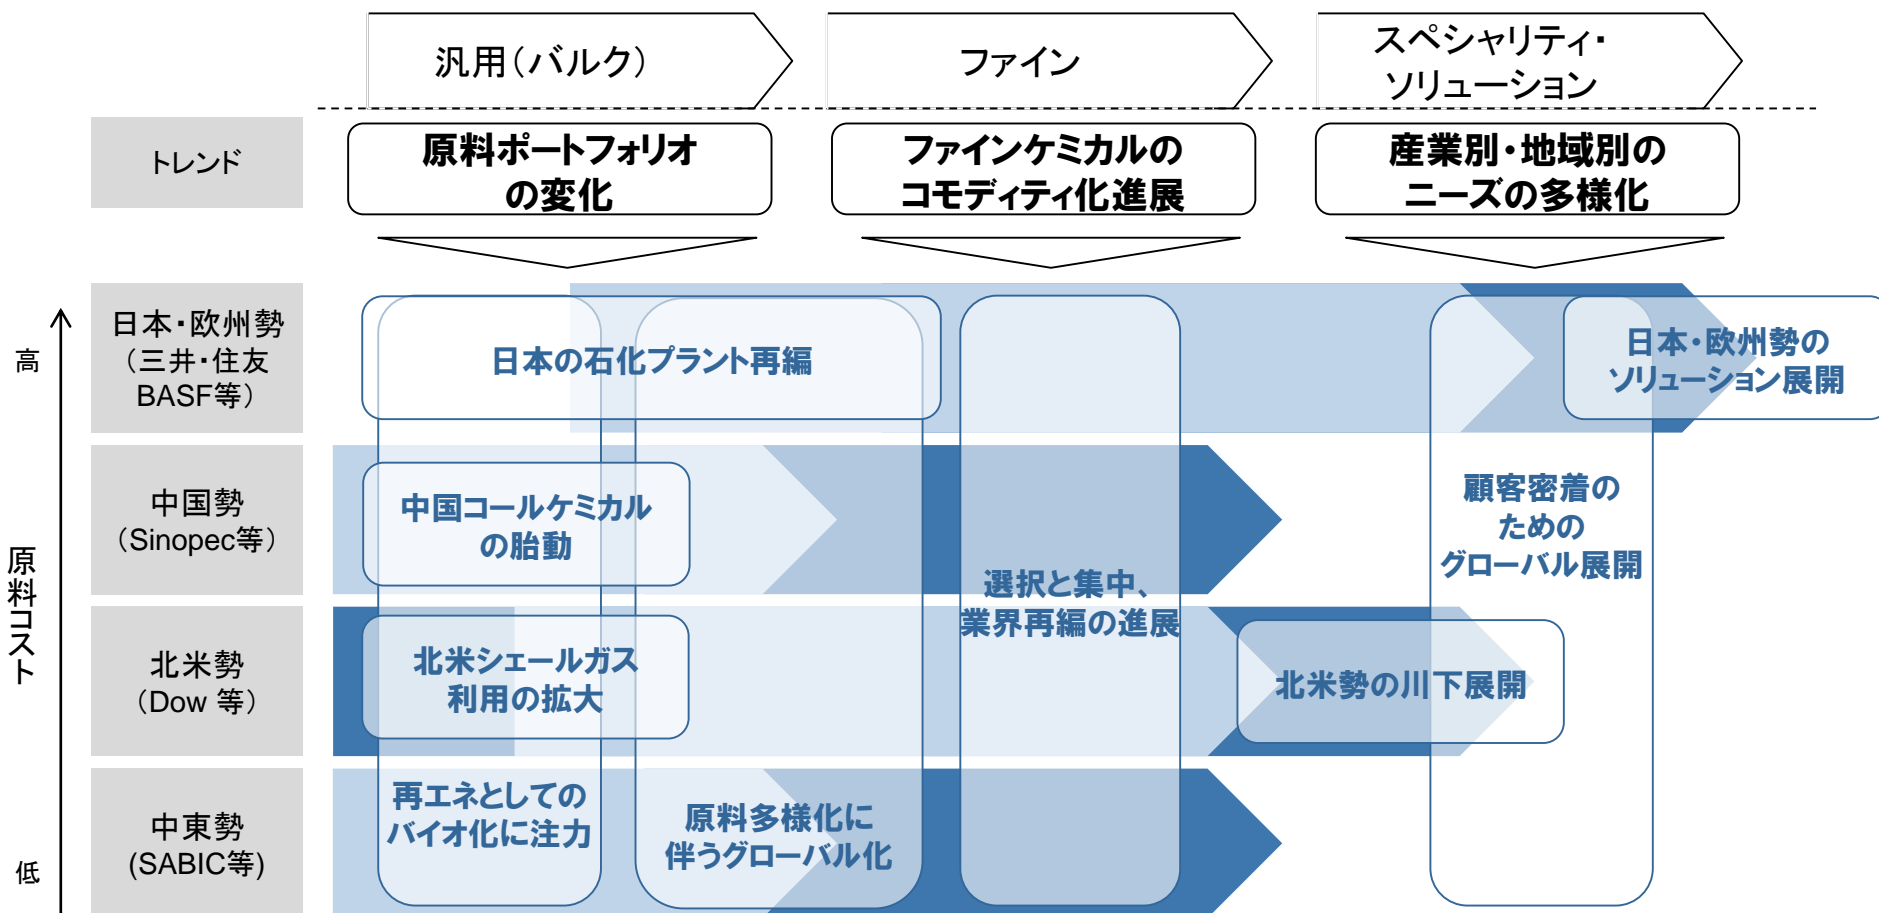 汎用（バルク）
ファイン
スペシャリティ・
ソリューション
トレンド
原料ポートフォリオ
の変化
ファインケミカルの
コモディティ化進展
産業別・地域別の
ニーズの多様化
原料コスト
高
低
日本・欧州勢
（三井・住友
BASF等）
日本の石化プラント再編
日本・欧州勢の
ソリューション展開
中国勢
（Sinopec等）
中国コールケミカル
の胎動
顧客密着の
ための
グローバル展開
選択と集中、
業界再編の進展
北米勢
（Dow 等）
北米シェールガス
利用の拡大
北米勢の川下展開
中東勢
(SABIC等)
再エネとしての
バイオ化に注力
原料多様化に
伴うグローバル化